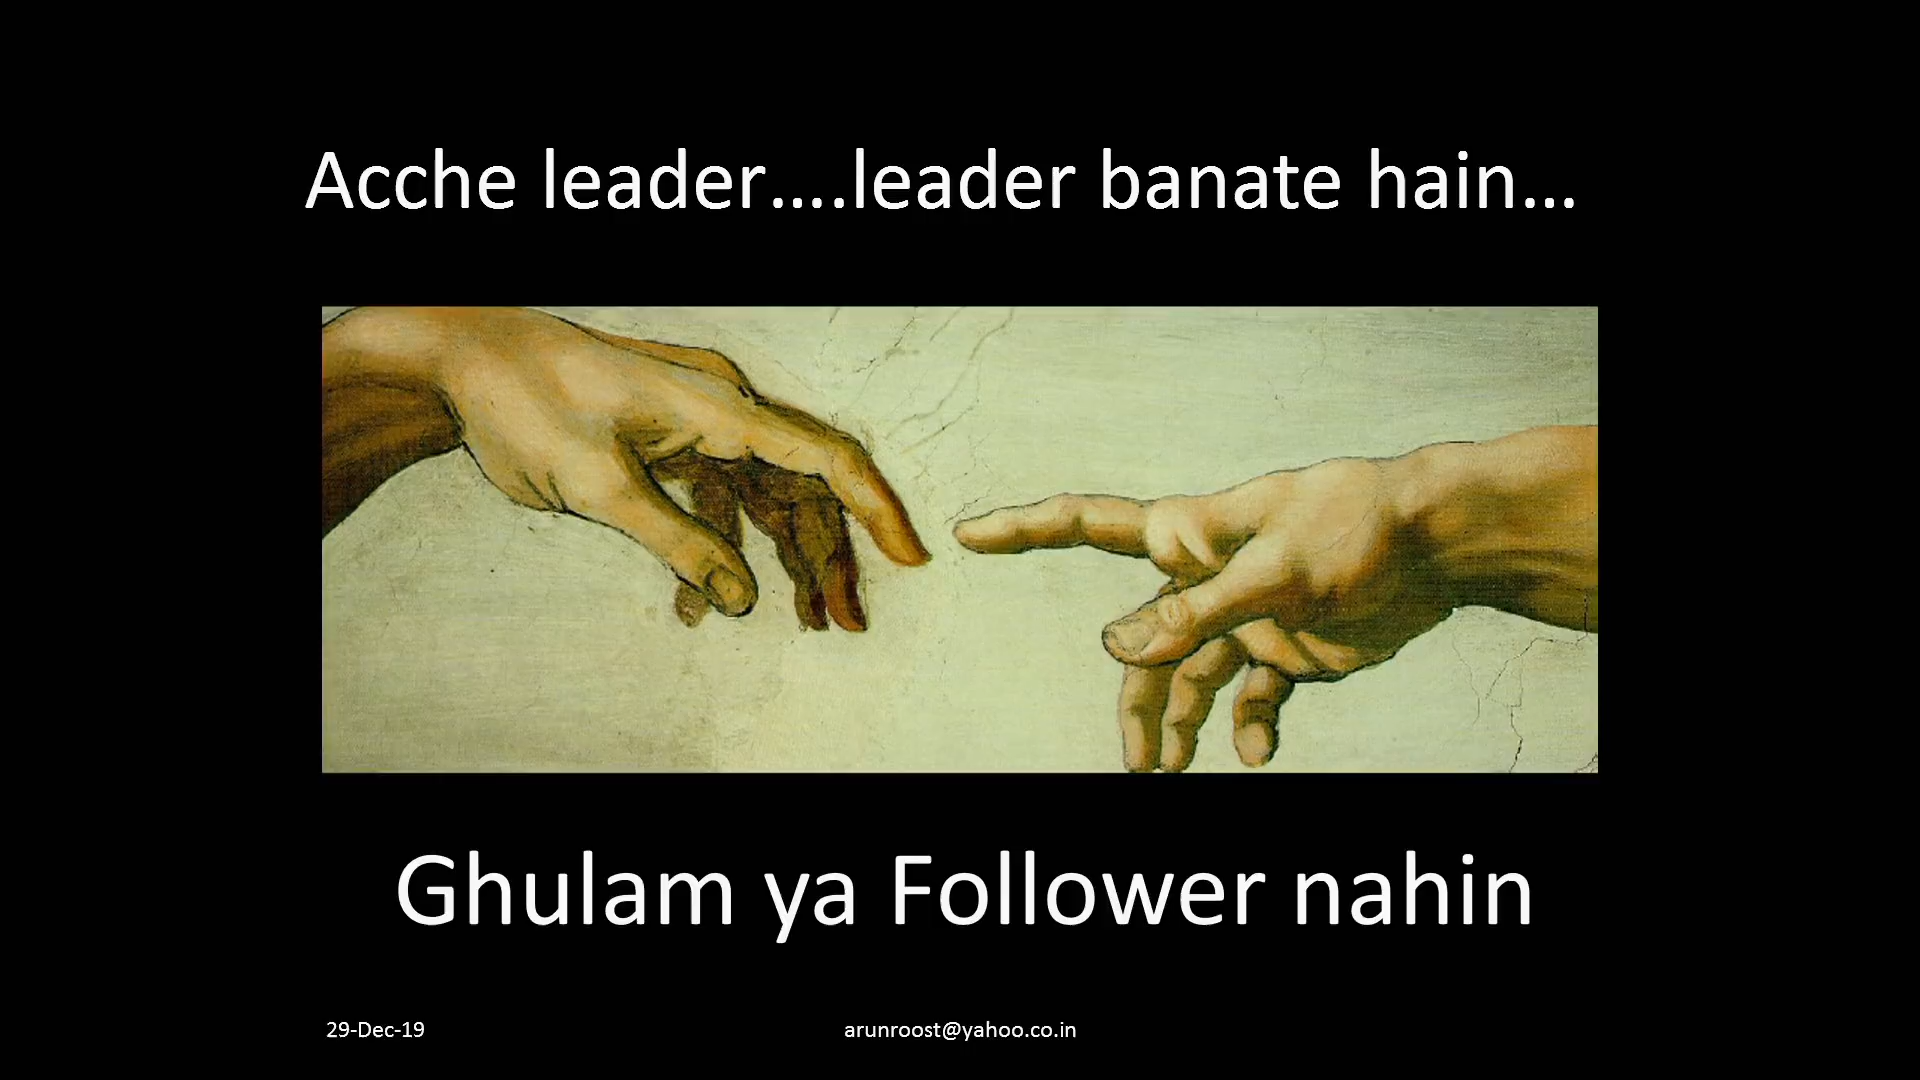 Acche leader....leader banate hain...
Ghulam ya Follower nahin
29-Dec-19
arunroost@yahoo.co.in